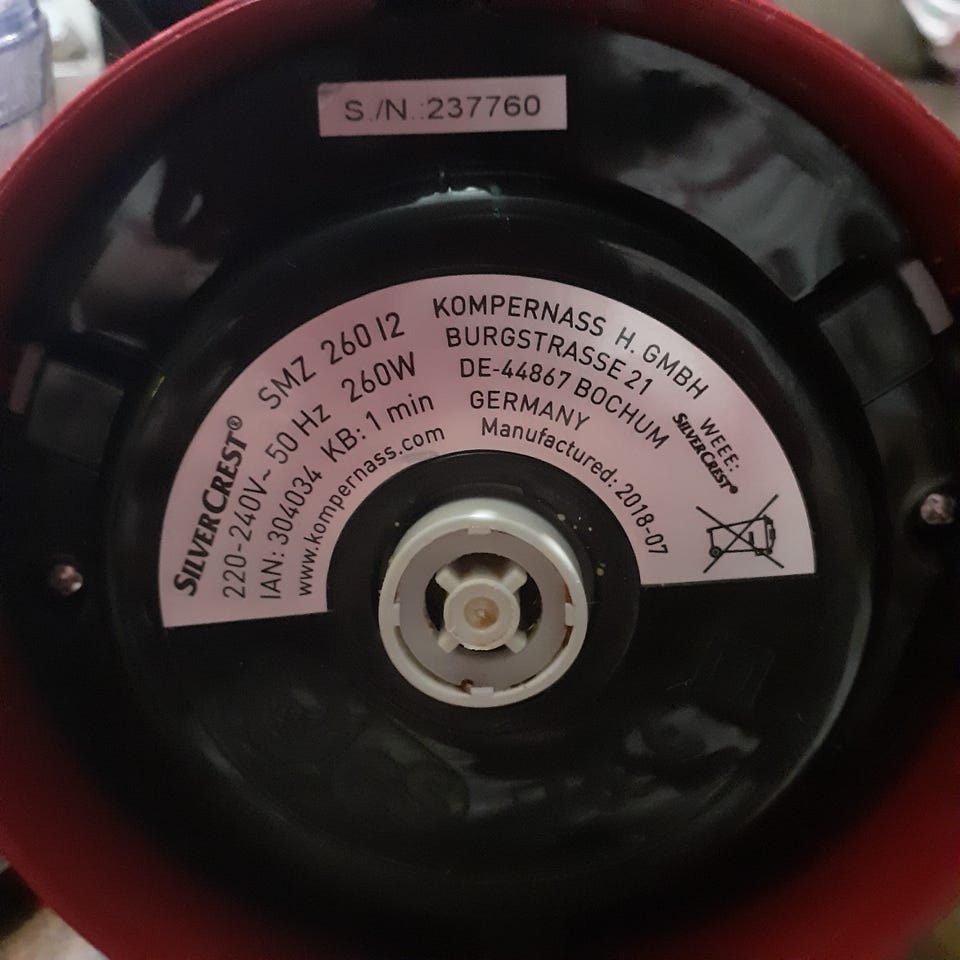 S./N.:237760
SILVERCREST® SMZ 260 I2
220-240V~ 50 Hz 260W
IAN: 304034 KB: 1 min
www.kompernass.com
KOMPERNASS H. GMBH
BURGSTRASSE 21
DE-44867 BOCHUM
GERMANY
Manufactured: 2018-07
WEEE:
SILVERCREST®